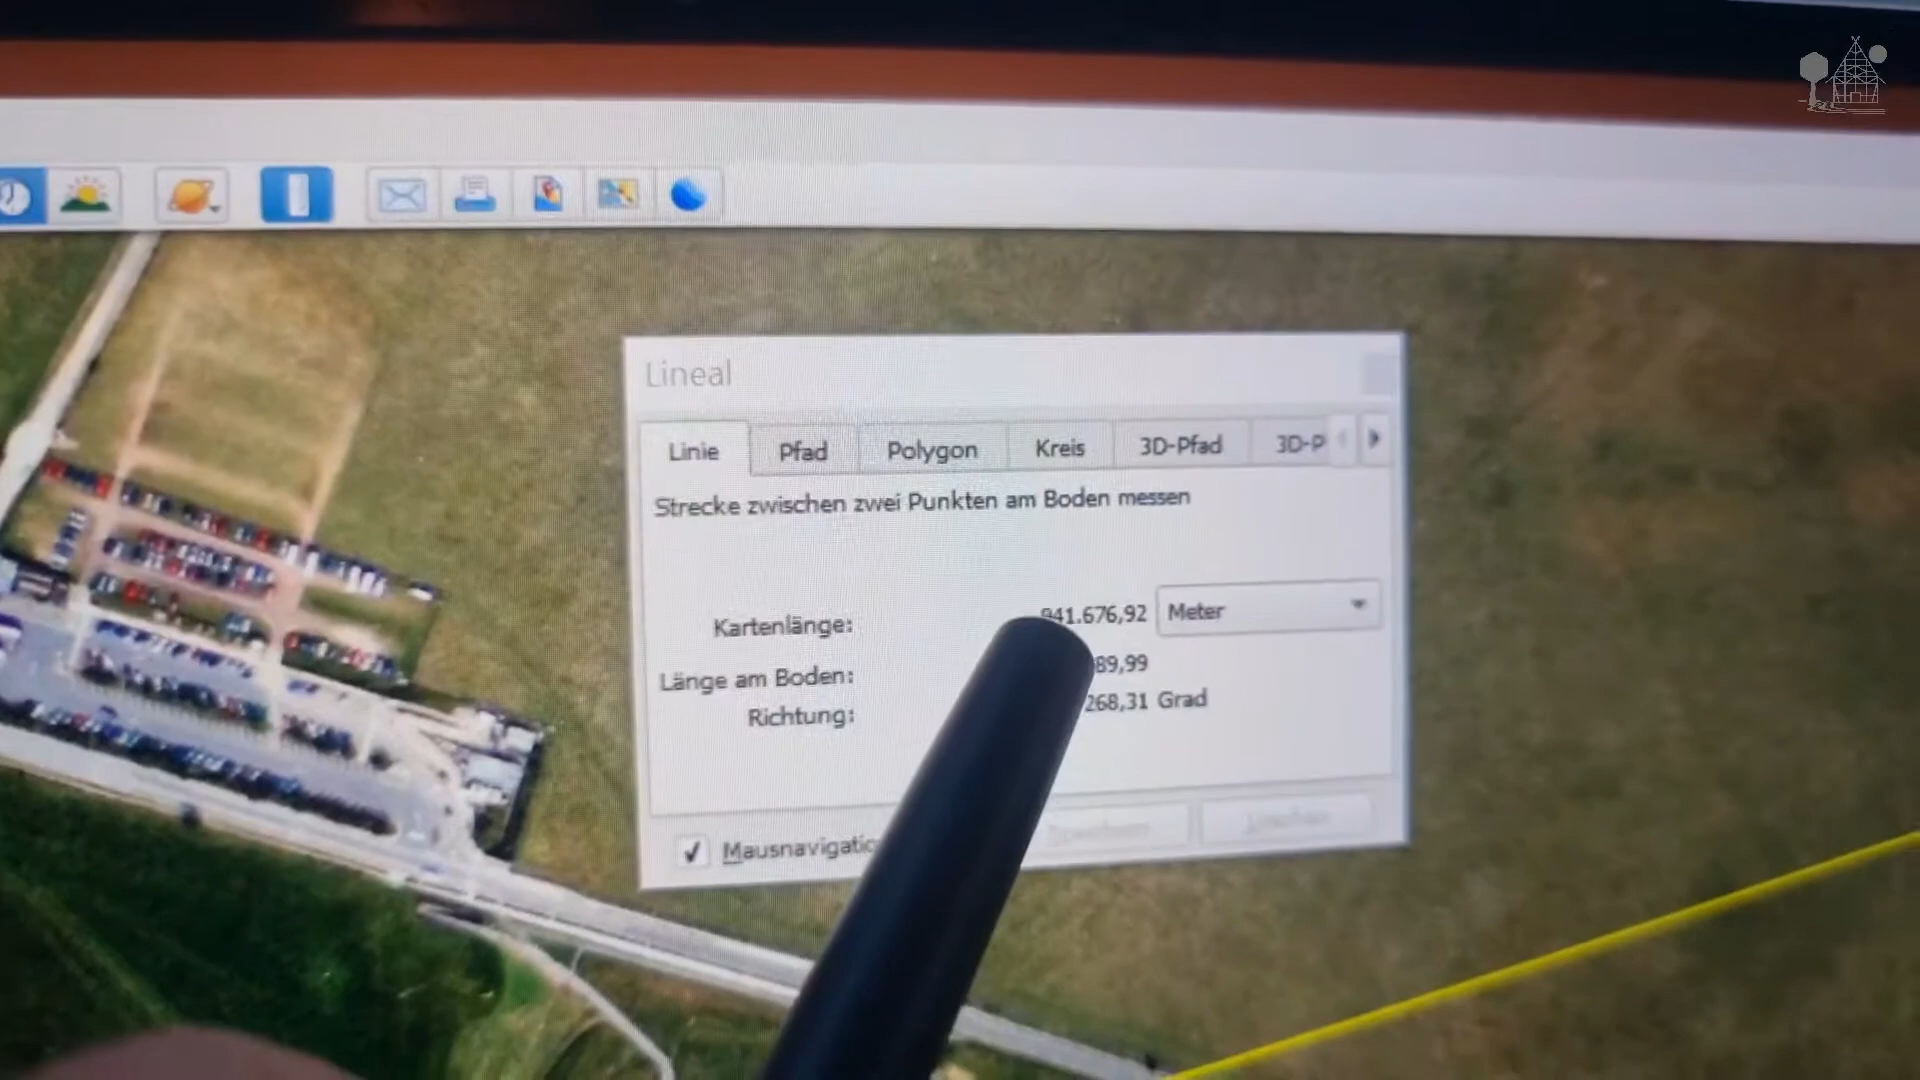 Lineal
Linie Pfad Polygon Kreis 3D-Pfad 3D-P
Strecke zwischen zwei Punkten am Boden messen
Kartenlänge: 941.676,92 Meter
Länge am Boden: 89,99
Richtung: 268,31 Grad
Mausnavigatio